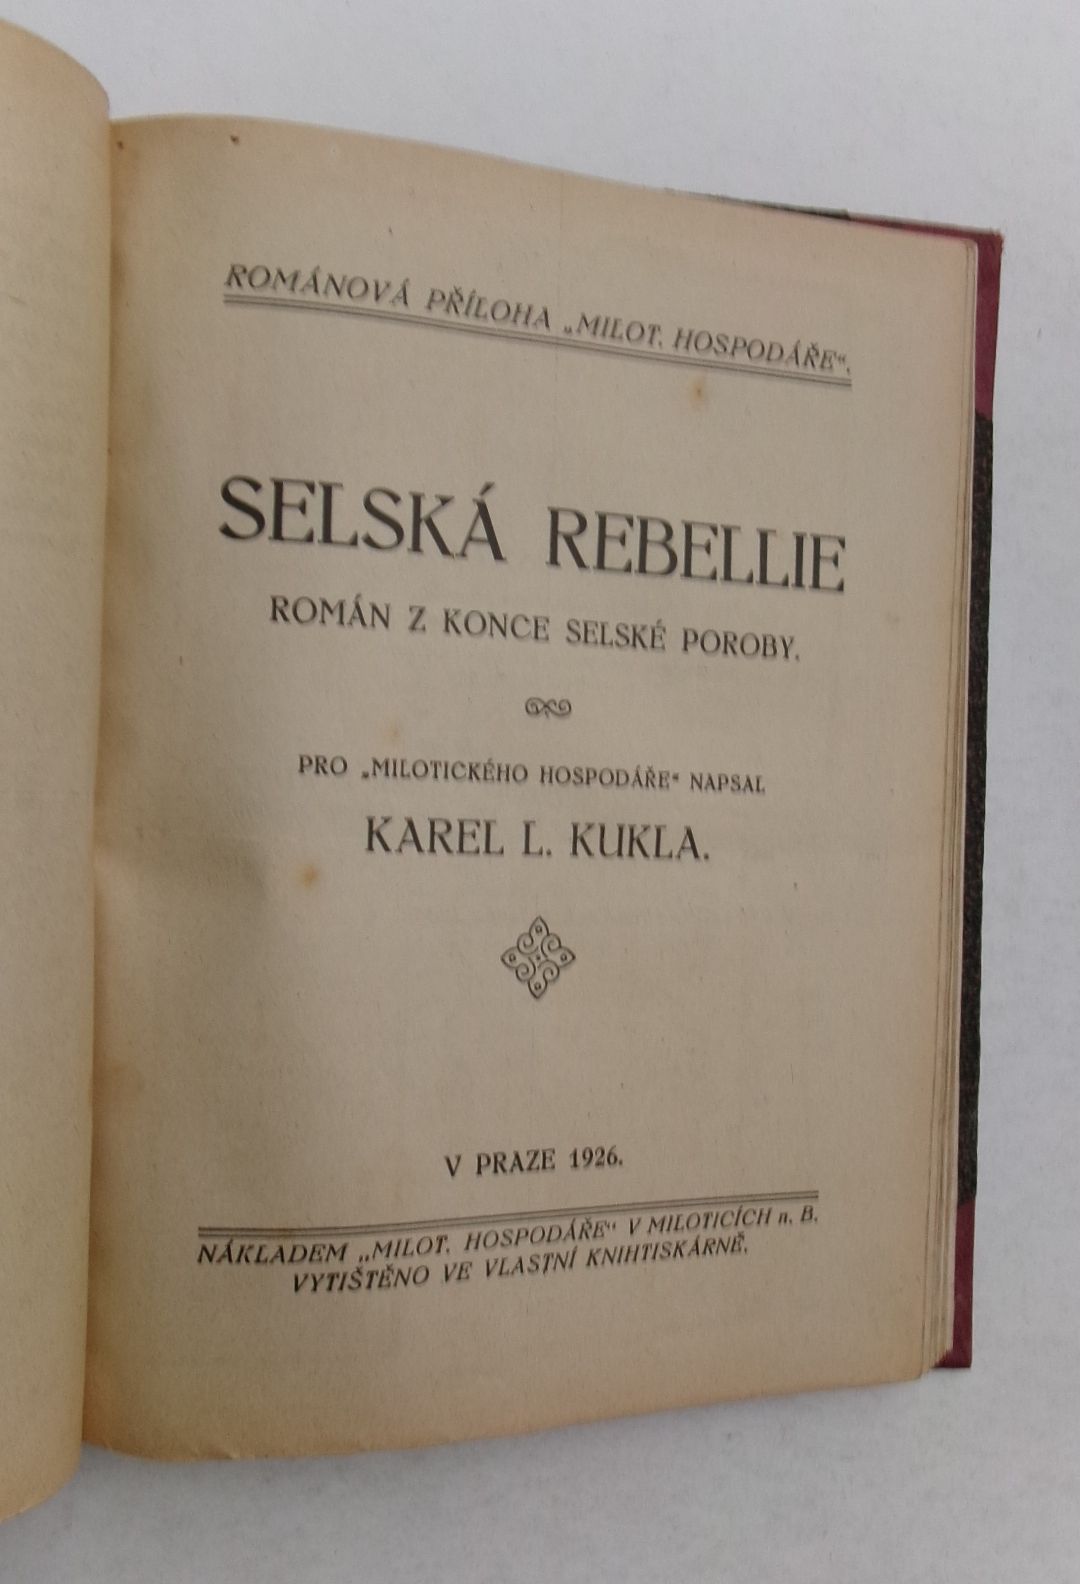 ROMÁNOVÁ PŘÍLOHA „MILOT. HOSPODÁŘE“.
SELSKÁ REBELLIE
ROMÁN Z KONCE SELSKÉ POROBY.
PRO „MILOTICKÉHO HOSPODÁŘE“ NAPSAL
KAREL L. KUKLA.
V PRAZE 1926.
NÁKLADEM „MILOT. HOSPODÁŘE“ V MILOTICÍCH n. B.
VYTIŠTĚNO VE VLASTNÍ KNIHTISKÁRNĚ.